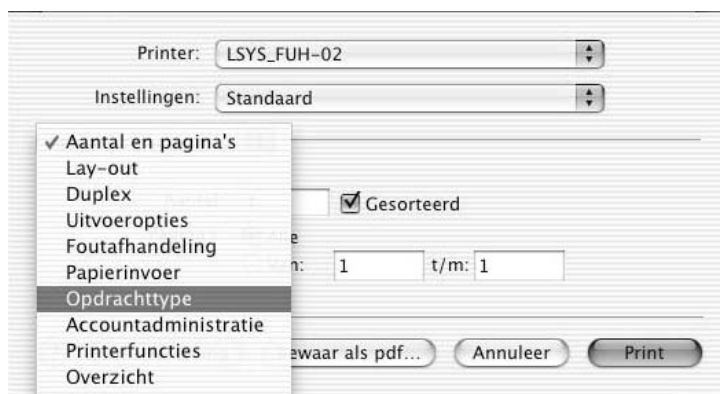 Printer: LSYS_FUH-02
Instellingen: Standaard
✓ Aantal en pagina's
Lay-out
Duplex
Uitvoeropties
Foutafhandeling
Papierinvoer
Opdrachttype
Accountadministratie
Printerfuncties
Overzicht
Gesorteerd
1 t/m: 1
als pdf... Annuleer Print